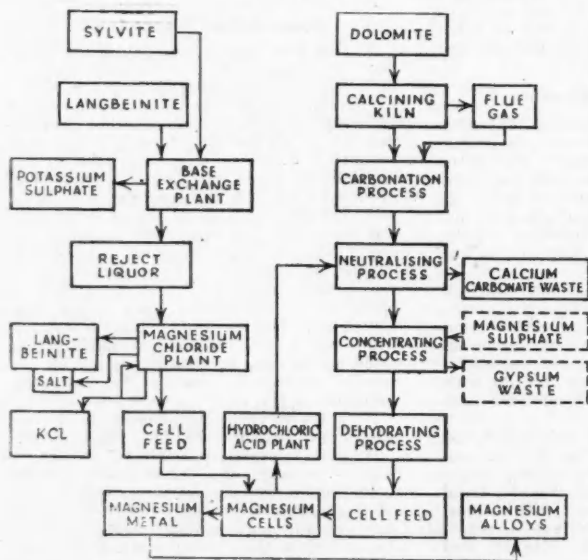 SYLVITE
DOLOMITE
LANGBEINITE
CALCINING
KILN
FLUE
GAS
POTASSIUM
SULPHATE
BASE
EXCHANGE
PLANT
CARBONATION
PROCESS
REJECT
LIQUOR
NEUTRALISING
PROCESS
CALCIUM
CARBONATE WASTE
LANG-
BEINITE
SALT
MAGNESIUM
CHLORIDE
PLANT
CONCENTRATING
PROCESS
MAGNESIUM
SULPHATE
GYPSUM
WASTE
KCL
CELL
FEED
HYDROCHLORIC
ACID PLANT
DEHYDRATING
PROCESS
MAGNESIUM
METAL
MAGNESIUM
CELLS
CELL FEED
MAGNESIUM
ALLOYS